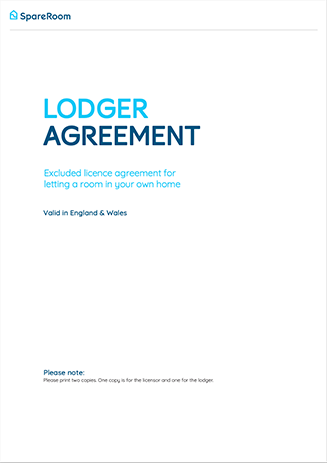 SpareRoom
LODGER
AGREEMENT
Excluded licence agreement for
letting a room in your own home
Valid in England & Wales
Please note:
Please print two copies. One copy is for the licensor and one for the lodger.